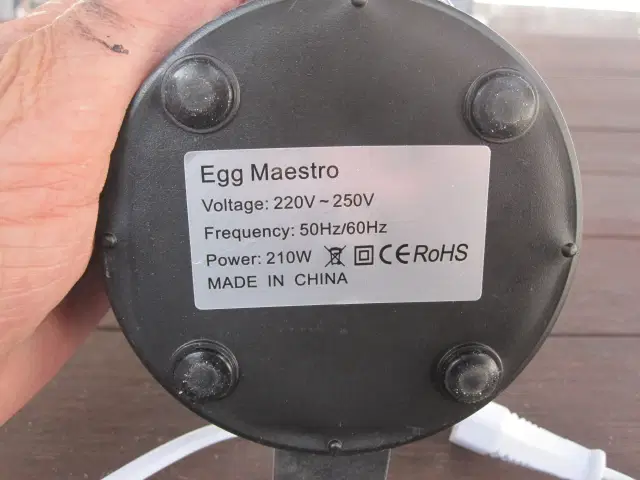 Egg Maestro
Voltage: 220V ~ 250V
Frequency: 50Hz/60Hz
Power: 210W CE RoHS
MADE IN CHINA